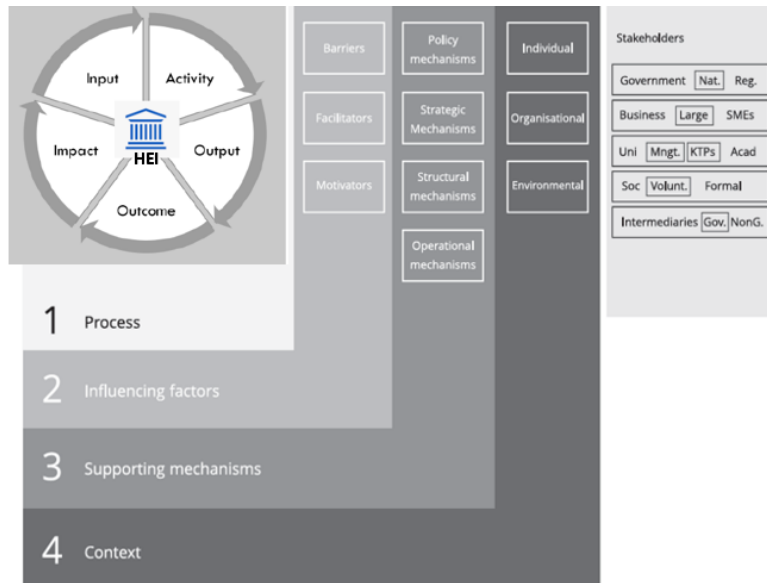 Input
Activity
Impact
HEI
Output
Outcome
Barriers
Facilitators
Motivators
Policy
mechanisms
Strategic
Mechanisms
Structural
mechanisms
Operational
mechanisms
Individual
Organisational
Environmental
1 Process
2 Influencing factors
3 Supporting mechanisms
4 Context
Stakeholders
Government Nat. Reg.
Business Large SMEs
Uni Mngt. KTPs Acad
Soc Volunt. Formal
Intermediaries Gov. NonG.